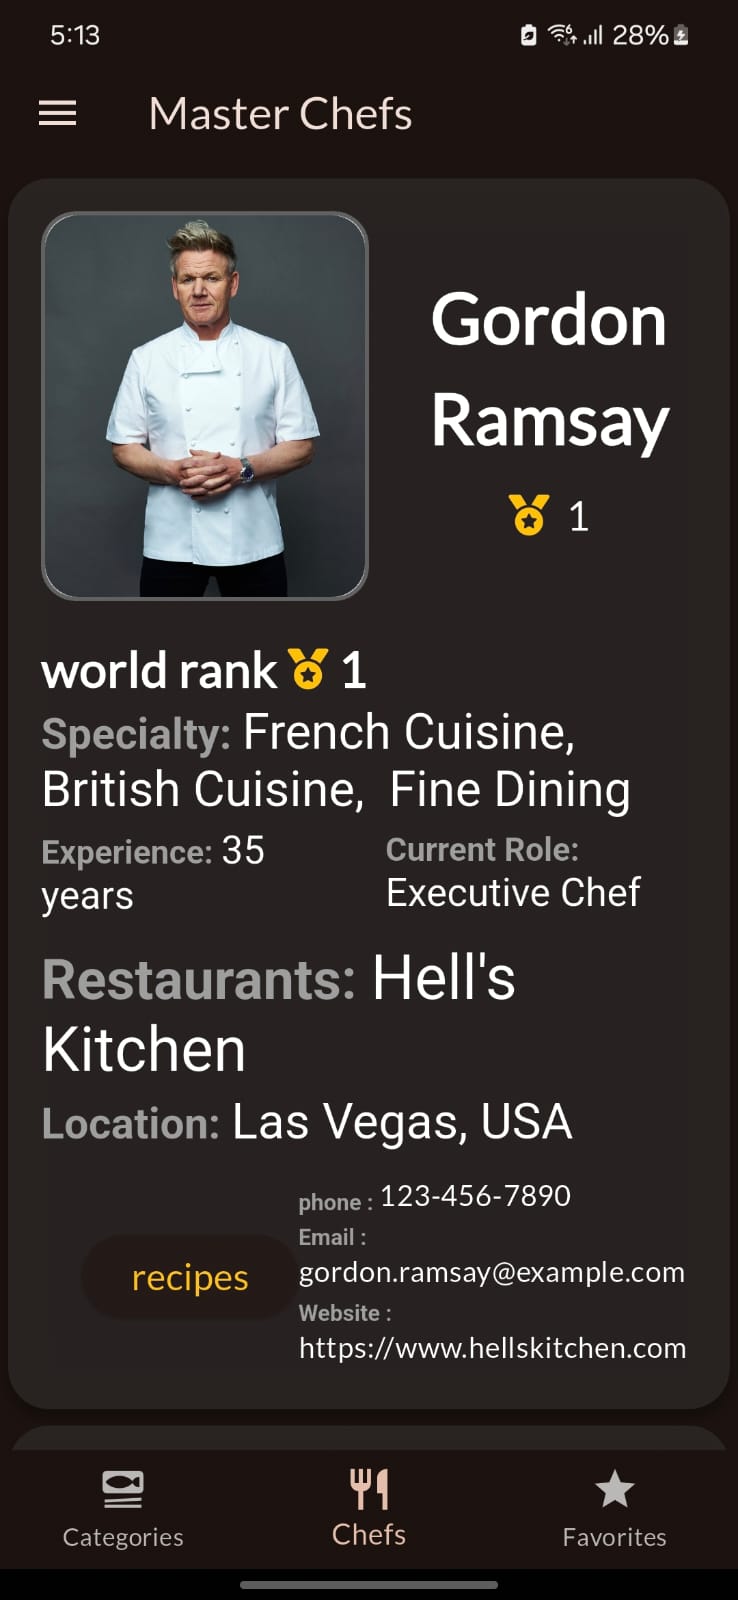 5:13
28%
Master Chefs
Gordon
Ramsay
1
world rank 1
Specialty: French Cuisine,
British Cuisine, Fine Dining
Experience: 35
years
Current Role:
Executive Chef
Restaurants: Hell's
Kitchen
Location: Las Vegas, USA
phone : 123-456-7890
Email :
gordon.ramsay@example.com
Website :
https://www.hellskitchen.com
recipes
Categories
Chefs
Favorites